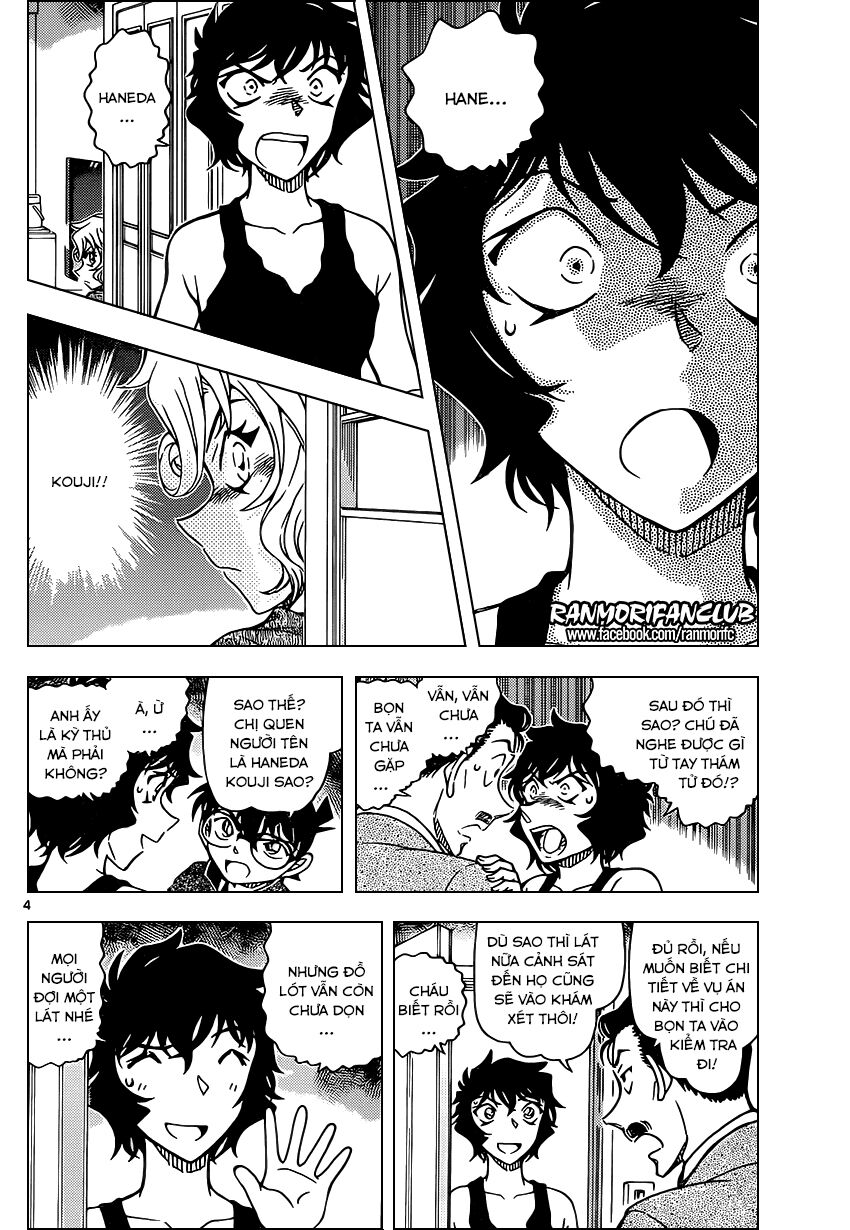 HANE...
HANEDA
...
KOUJI!!
RANMORIFANCLUB
www.facebook.com/ranmorifc
SAU ĐÓ THÌ
SAO? CHÚ ĐÃ
NGHE ĐƯỢC GÌ
TỪ TAY THÁM
TỬ ĐÓ!?
VẪN, VẪN
CHƯA
...
BỌN
TA VẪN
CHƯA
GẶP
...
SAO THẾ?
CHỊ QUEN
NGƯỜI TÊN
LÀ HANEDA
KOUJI SAO?
À, Ừ
...
ANH ẤY
LÀ KỲ THỦ
MÀ PHẢI
KHÔNG?
4
ĐỦ RỒI, NẾU
MUỐN BIẾT CHI
TIẾT VỀ VỤ ÁN
NÀY THÌ CHO
BỌN TA VÀO
KIỂM TRA
ĐI!
DÙ SAO THÌ LÁT
NỮA CẢNH SÁT
ĐẾN HỌ CŨNG
SẼ VÀO KHÁM
XÉT THÔI!
CHÁU
BIẾT RỒI
...
NHƯNG ĐỒ
LÓT VẪN CÒN
CHƯA DỌN
...
MỌI
NGƯỜI
ĐỢI MỘT
LÁT NHÉ
...